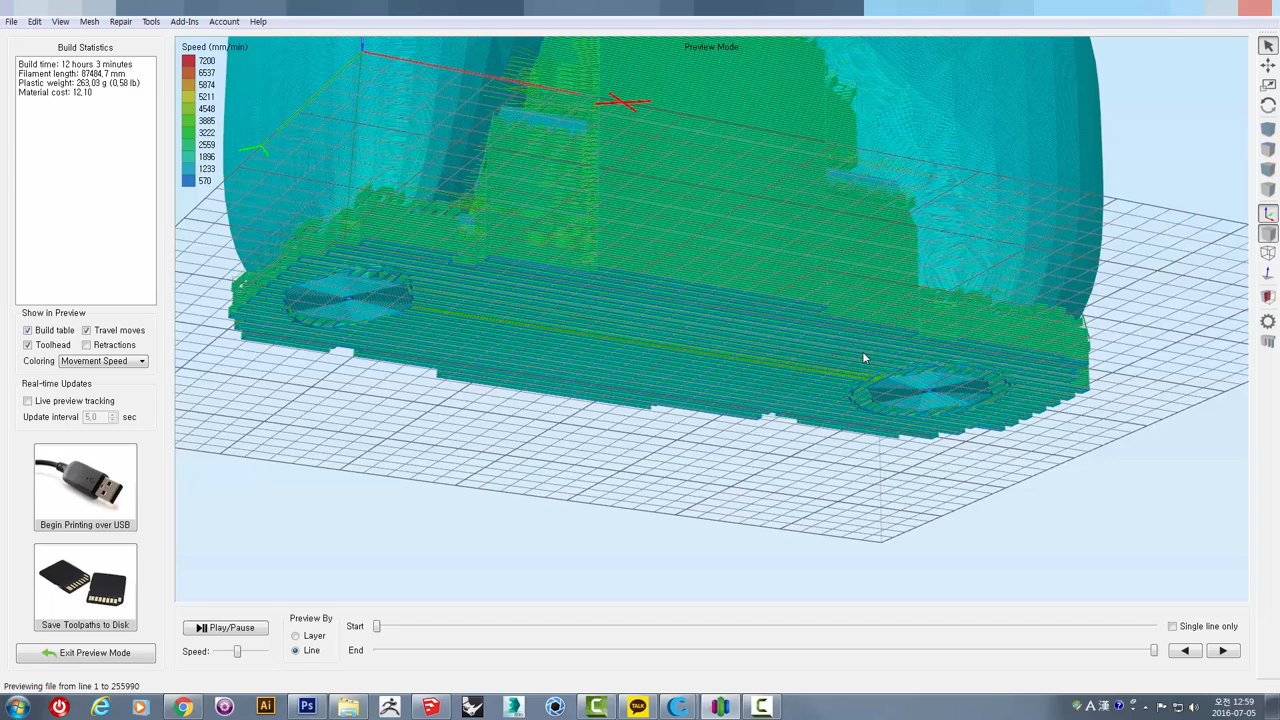 File Edit View Mesh Repair Tools Add-Ins Account Help
Build Statistics
Build time: 12 hours 3 minutes
Filament length: 87484,7 mm
Plastic weight: 263,03 g (0,58 lb)
Material cost: 12,10
Speed (mm/min)
7200
6537
5874
5211
4548
3885
3222
2559
1896
1233
570
Preview Mode
Show in Preview
Build table Travel moves
Toolhead Retractions
Coloring Movement Speed
Real-time Updates
Live preview tracking
Update interval 5,0 sec
Begin Printing over USB
Save Toolpaths to Disk
Exit Preview Mode
Play/Pause
Speed:
Preview By
Layer
Line
Start
End
Single line only
Previewing file from line 1 to 255990
Ai
Ps
TALK
A 漢
오전 12:59
2016-07-05